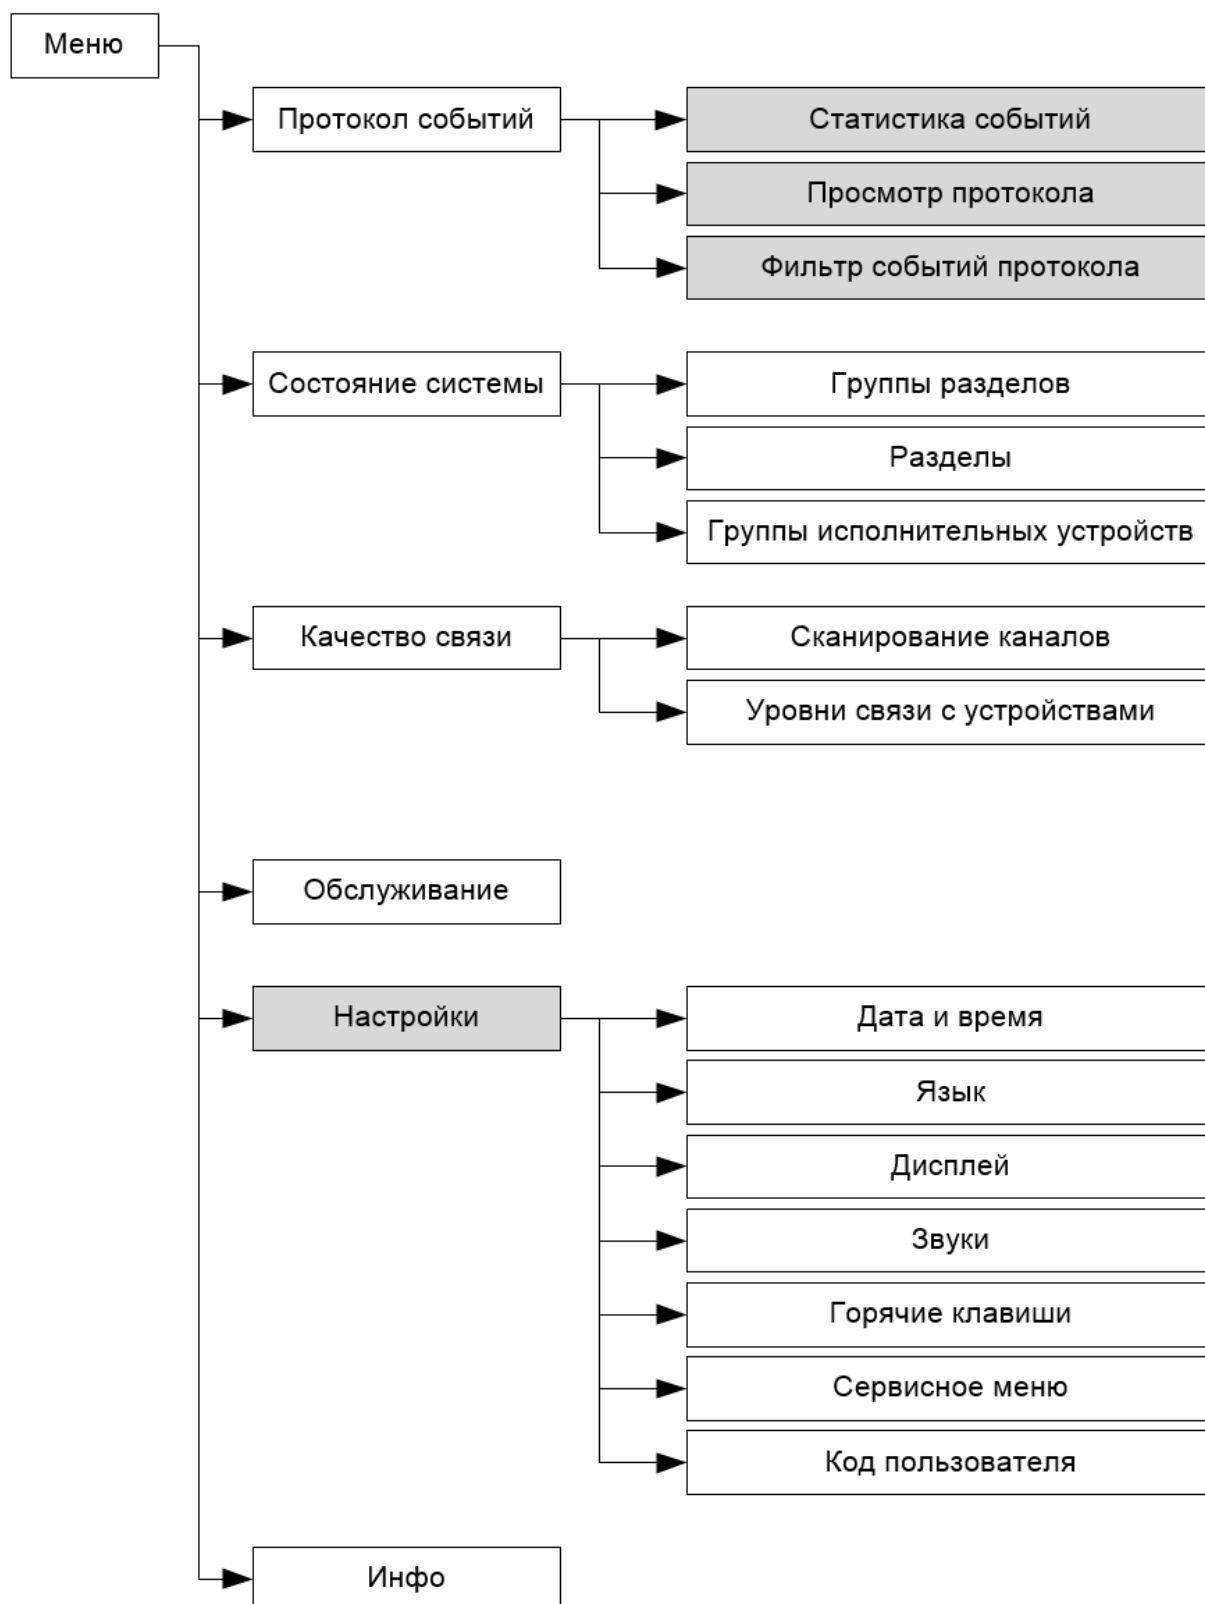 Меню
Протокол событий
Статистика событий
Просмотр протокола
Фильтр событий протокола
Состояние системы
Группы разделов
Разделы
Группы исполнительных устройств
Качество связи
Сканирование каналов
Уровни связи с устройствами
Обслуживание
Настройки
Дата и время
Язык
Дисплей
Звуки
Горячие клавиши
Сервисное меню
Код пользователя
Инфо